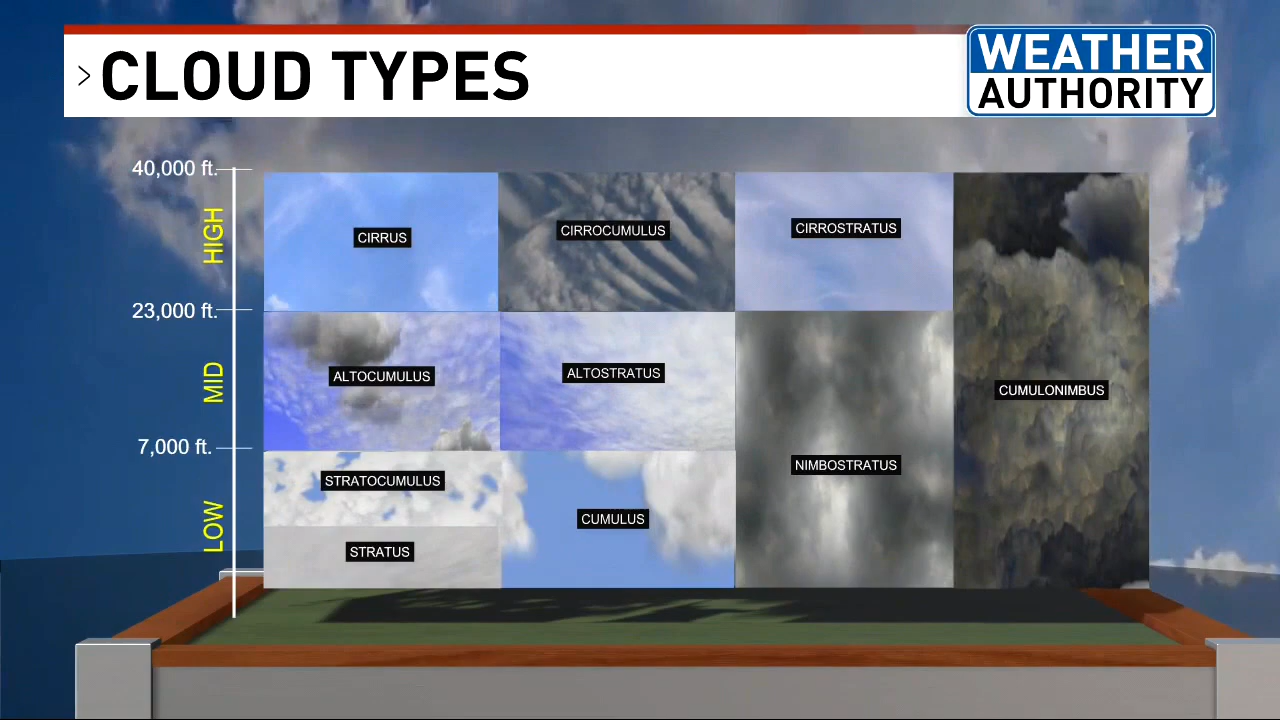 > CLOUD TYPES
WEATHER
AUTHORITY
40,000 ft.
HIGH
23,000 ft.
MID
7,000 ft.
LOW
CIRRUS
CIRROCUMULUS
CIRROSTRATUS
ALTOCUMULUS
ALTOSTRATUS
CUMULONIMBUS
STRATOCUMULUS
NIMBOSTRATUS
CUMULUS
STRATUS